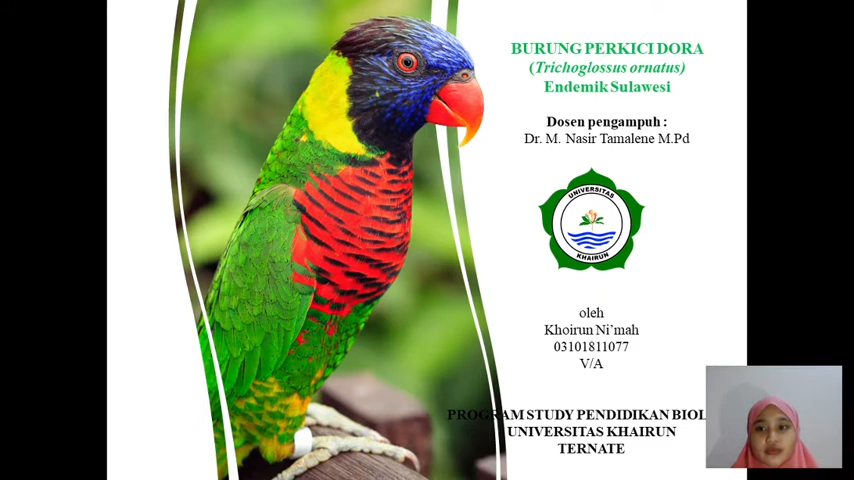 BURUNG PERKICI DORA
(Trichoglossus ornatus)
Endemik Sulawesi
Dosen pengampuh :
Dr. M. Nasir Tamalene M.Pd
UNIVERSITAS
KHAIRUN
oleh
Khoirun Ni'mah
03101811077
V/A
PROGRAM STUDY PENDIDIKAN BIOL
UNIVERSITAS KHAIRUN
TERNATE